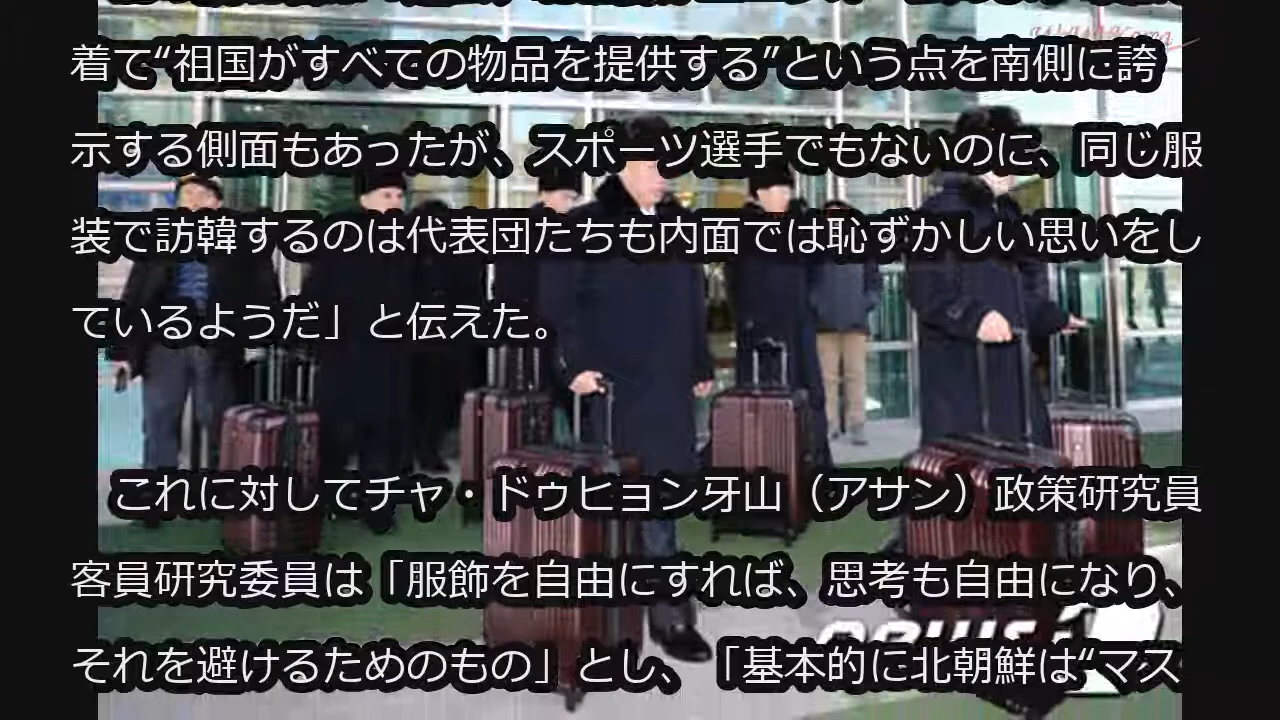 着て“祖国がすべての物品を提供する”という点を南側に誇
示する側面もあったが、スポーツ選手でもないのに、同じ服
装で訪韓するのは代表団たちも内面では恥ずかしい思いをし
ているようだ」と伝えた。
これに対してチャ・ドゥヒョン牙山（アサン）政策研究員
客員研究委員は「服飾を自由にすれば、思考も自由になり、
それを避けるためのもの」とし、「基本的に北朝鮮は“マス